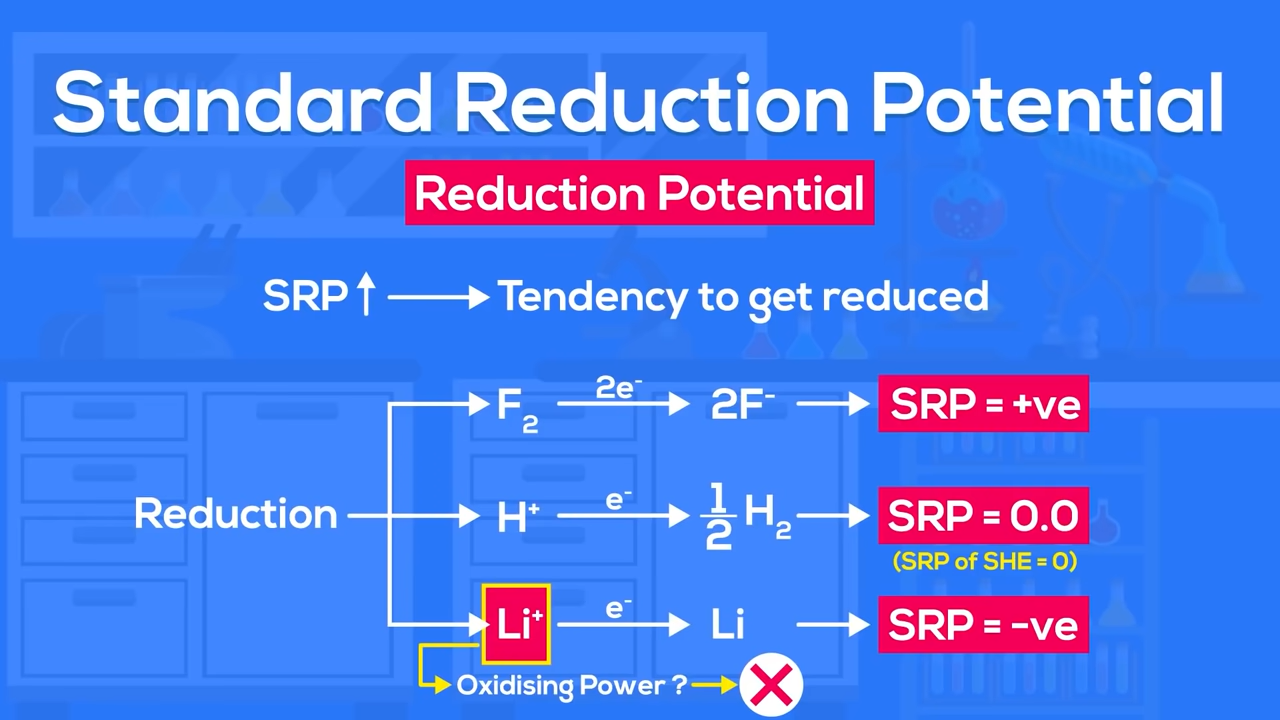 Standard Reduction Potential
Reduction Potential
SRP↑ → Tendency to get reduced
F₂ 2e⁻ → 2F⁻ → SRP = +ve
Reduction → H⁺ e⁻ → ½ H₂ → SRP = 0.0
(SRP of SHE = 0)
Li⁺ e⁻ → Li → SRP = -ve
Oxidising Power ? →